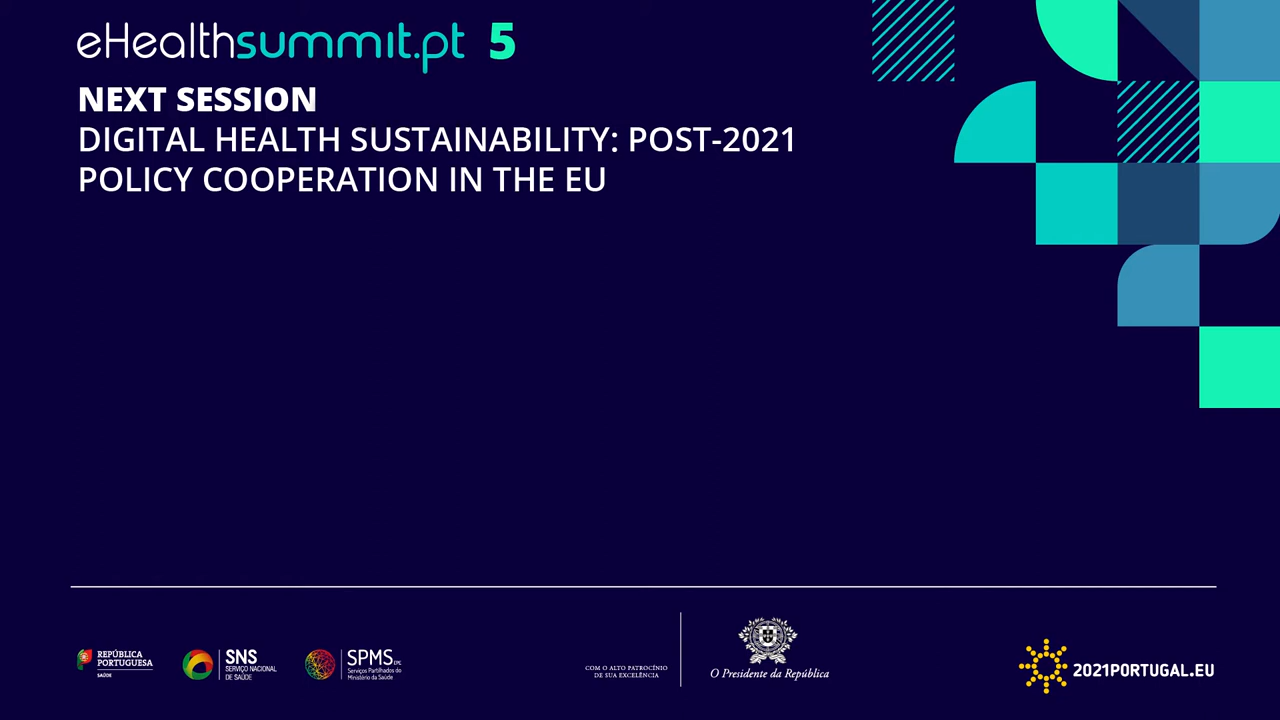 eHealthsummit.pt 5
NEXT SESSION
DIGITAL HEALTH SUSTAINABILITY: POST-2021
POLICY COOPERATION IN THE EU
REPÚBLICA
PORTUGUESA
SAÚDE
SNS
SERVIÇO NACIONAL
DE SAÚDE
SPMS EPE
Serviços Partilhados do
Ministério da Saúde
COM O ALTO PATROCÍNIO
DE SUA EXCELÊNCIA
O Presidente da República
2021PORTUGAL.EU